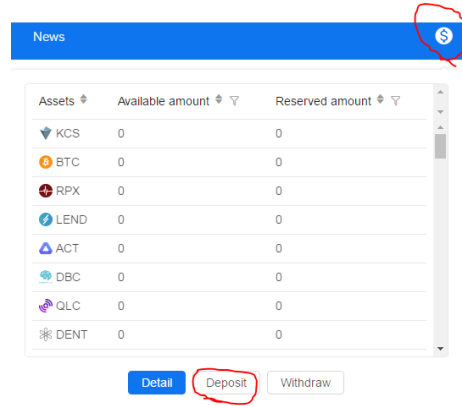 News
Assets Available amount Reserved amount
KCS 0 0
BTC 0 0
RPX 0 0
LEND 0 0
ACT 0 0
DBC 0 0
QLC 0 0
DENT 0 0
Detail Deposit Withdraw